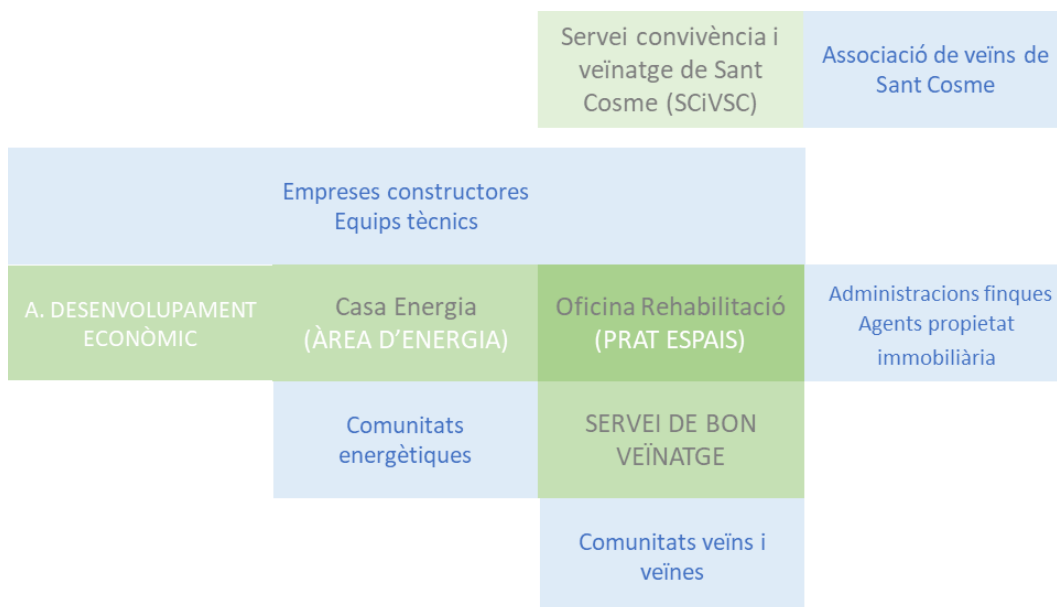 Servei convivència i
veïnatge de Sant
Cosme (SCiVSC)
Associació de veïns de
Sant Cosme
Empreses constructores
Equips tècnics
A. DESENVOLUPAMENT
ECONÒMIC
Casa Energia
(ÀREA D’ENERGIA)
Oficina Rehabilitació
(PRAT ESPAIS)
Administracions finques
Agents propietat
immobiliària
Comunitats
energètiques
SERVEI DE BON
VEÏNATGE
Comunitats veïns i
veïnes